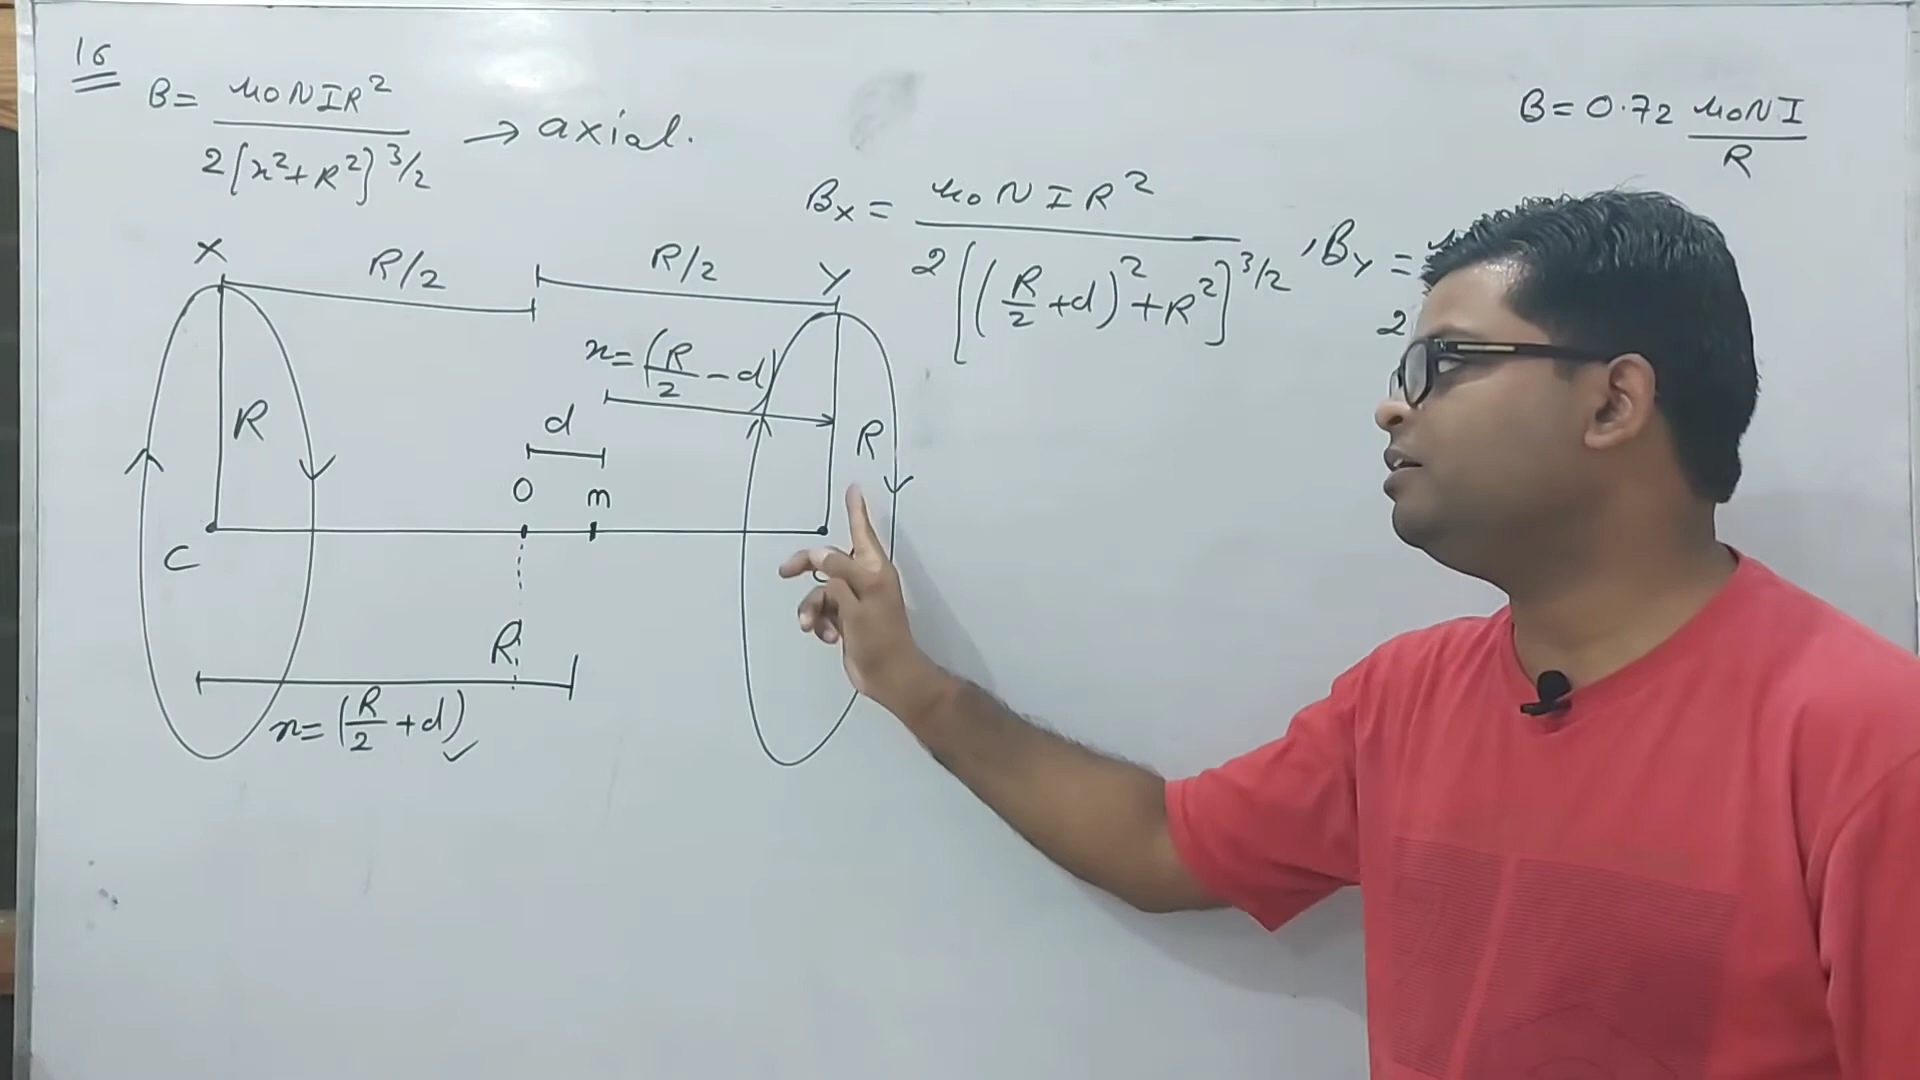 16
B = μ0NIR² / 2[x²+R²]^3/2 → axial.
B = 0.72 μ0NI / R
Bx = μ0NIR² / 2[(R/2 + d)² + R²]^3/2 , By =
2
X R/2 R/2 Y
x = (R/2 - d)
R d R
O m
C
R
x = (R/2 + d) ✓